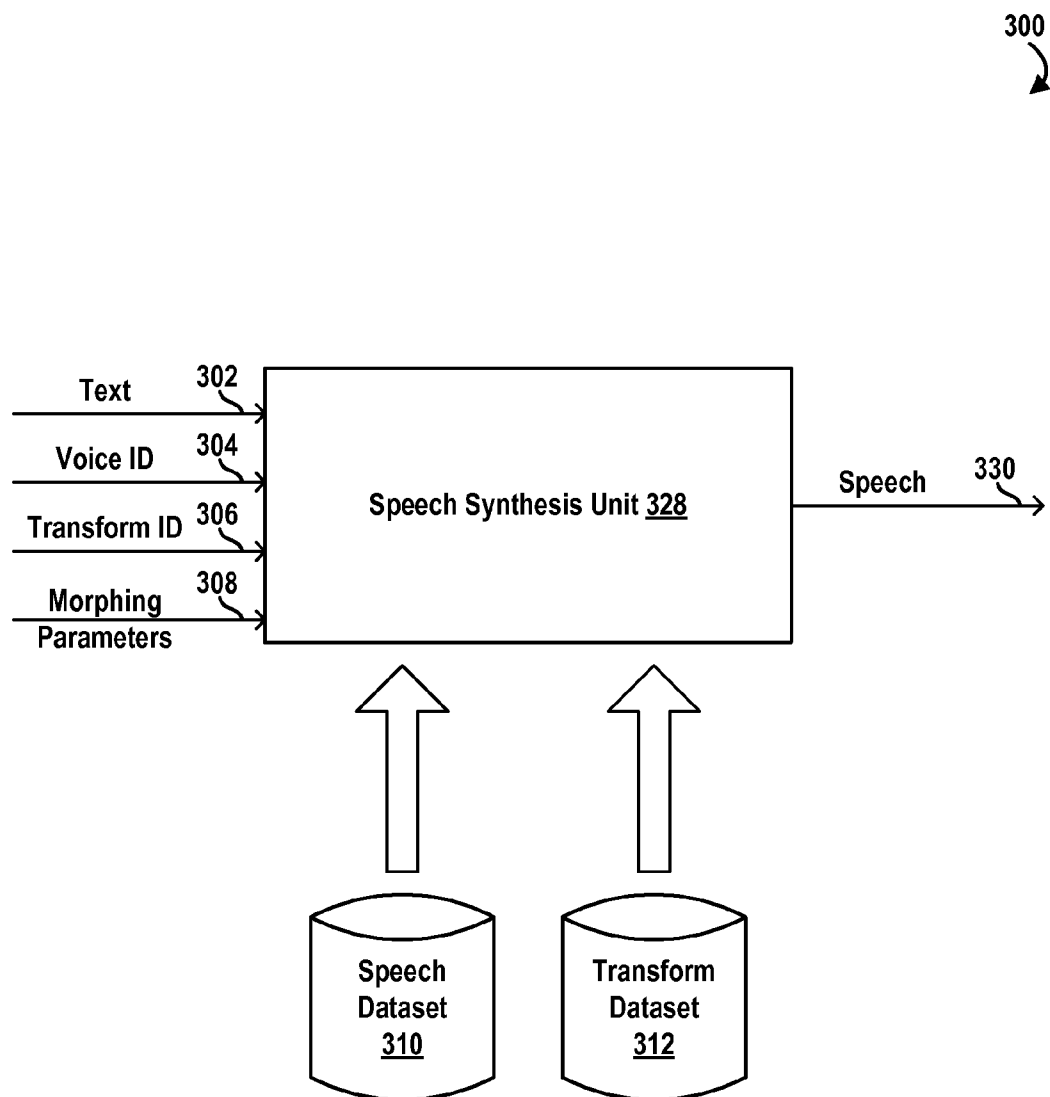 300
Text
302
Voice ID
304
Transform ID
306
Morphing
Parameters
308
Speech Synthesis Unit 328
Speech
330
Speech
Dataset
310
Transform
Dataset
312